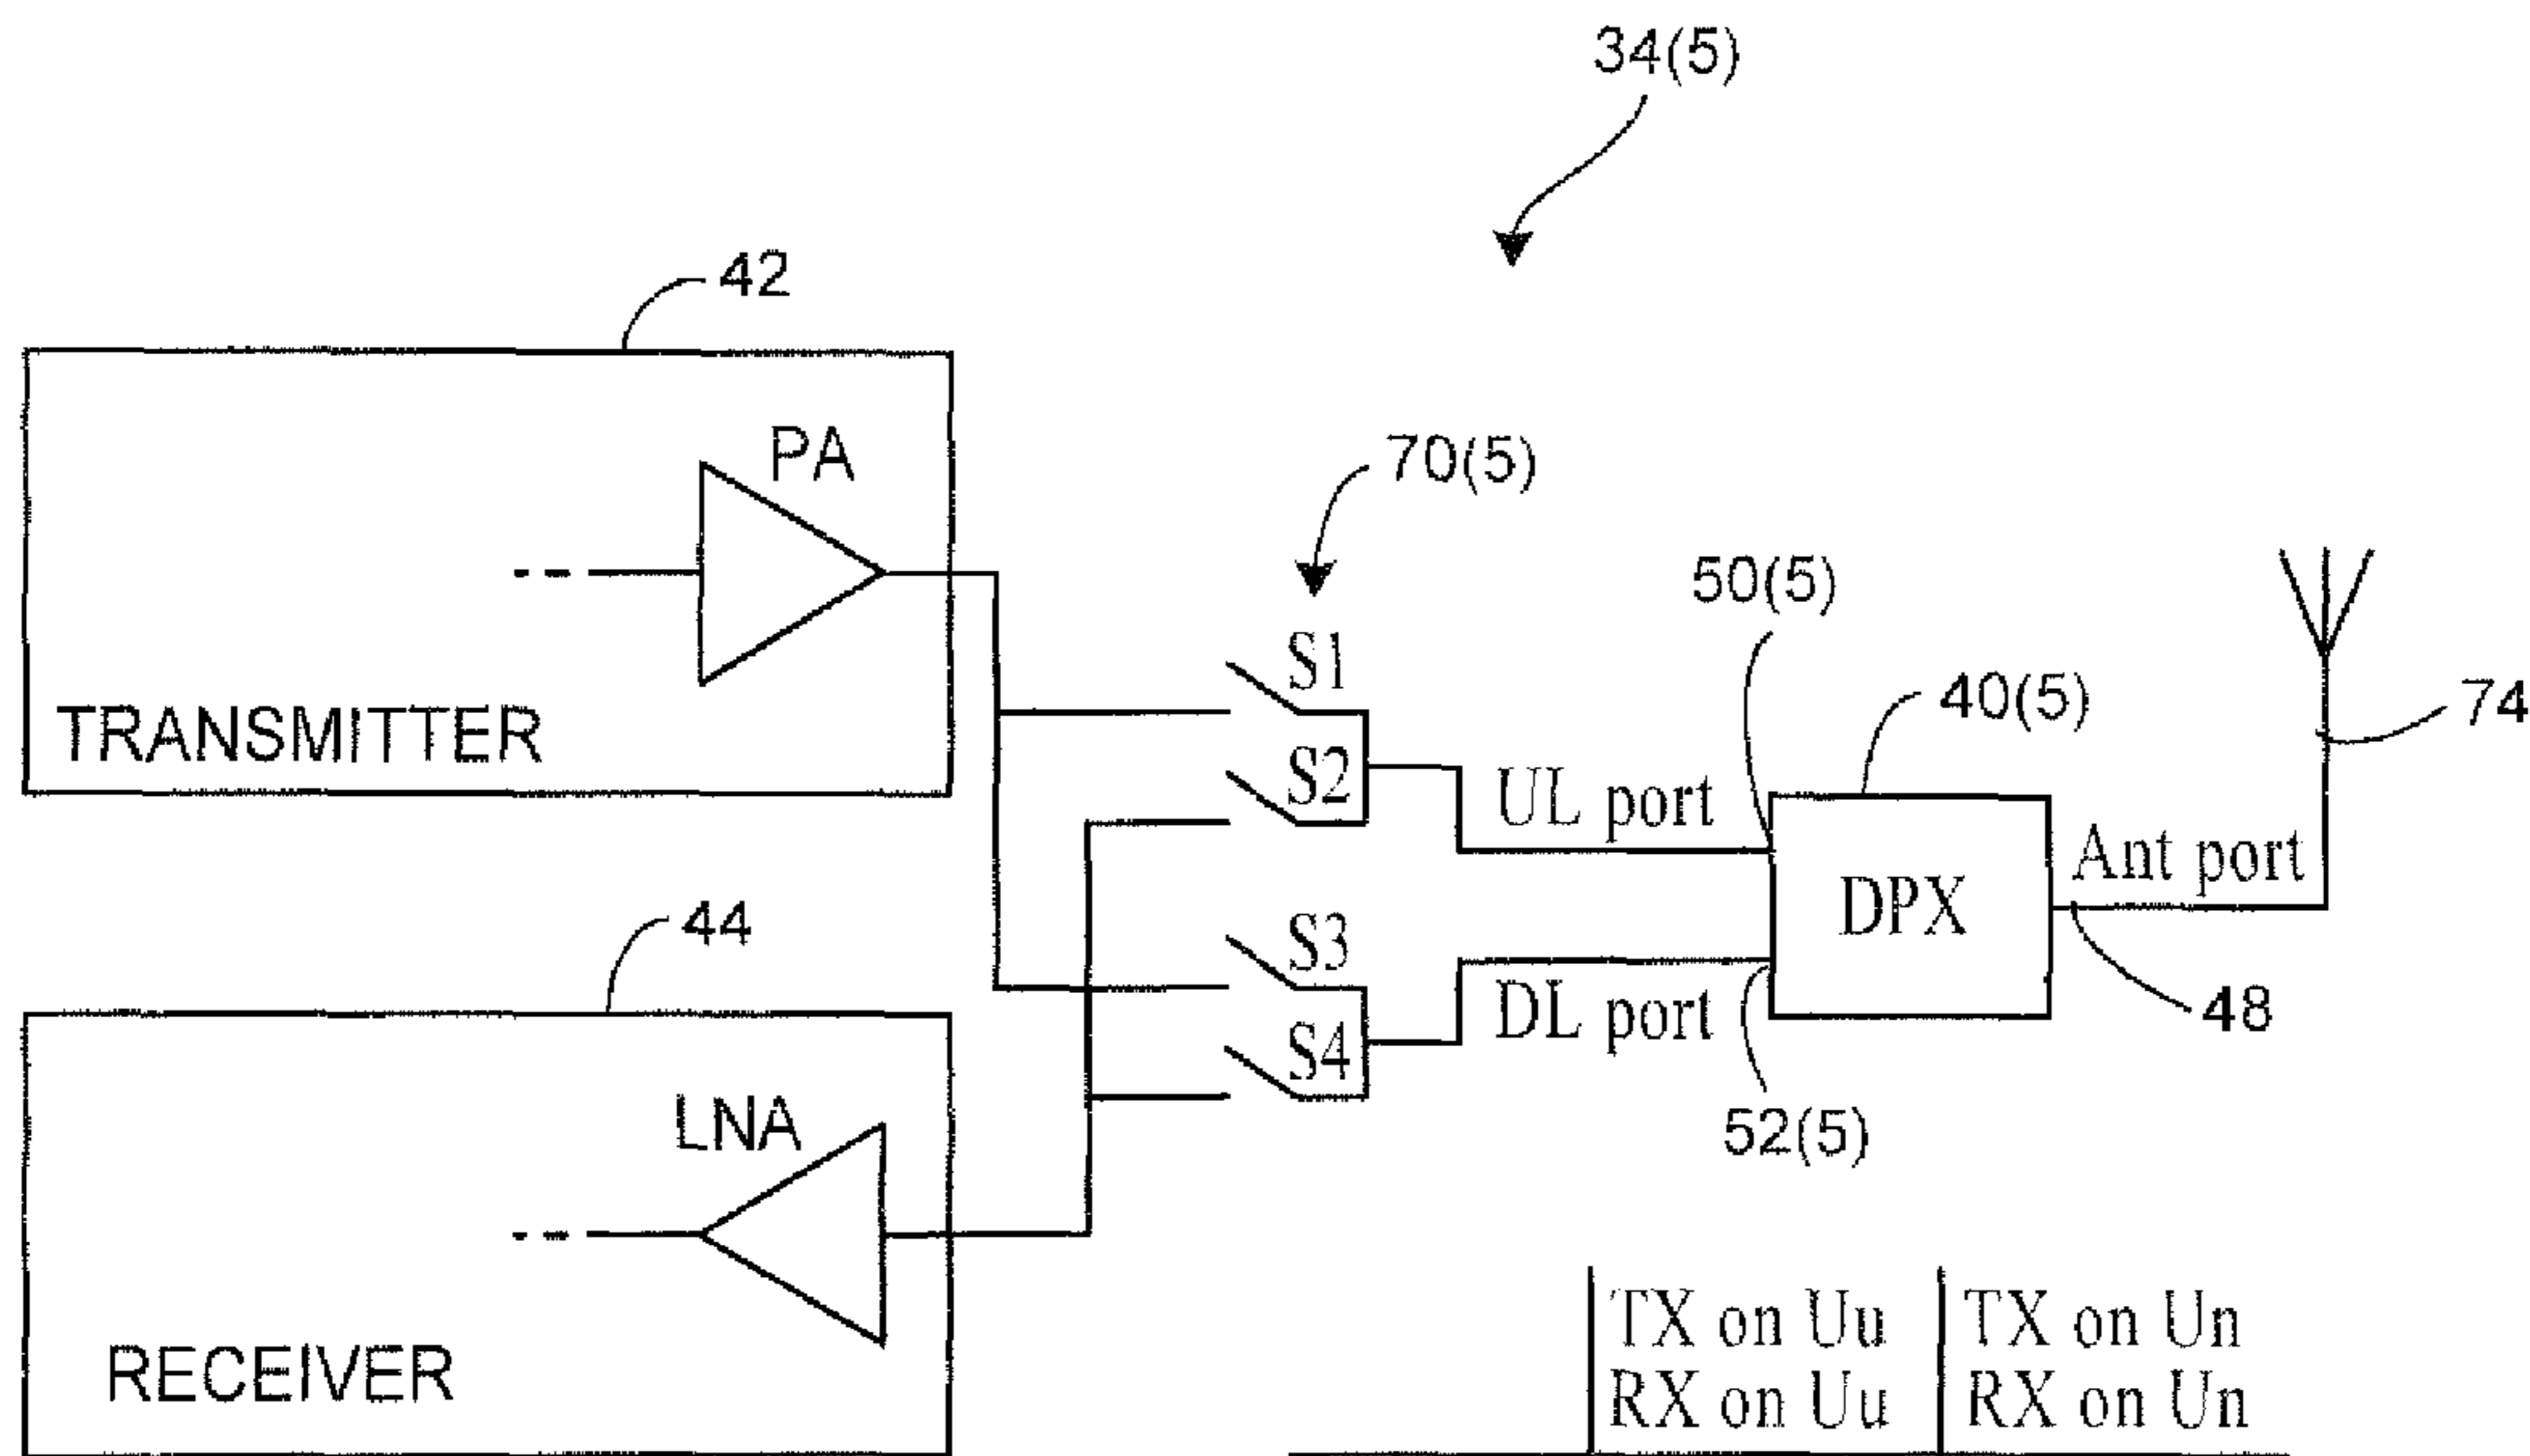 34(5)
42
PA
TRANSMITTER
70(5)
S1
S2
S3
S4
50(5)
UL port
DL port
52(5)
40(5)
DPX
Ant port
48
74
44
LNA
RECEIVER
TX on Uu
RX on Uu
TX on Un
RX on Un